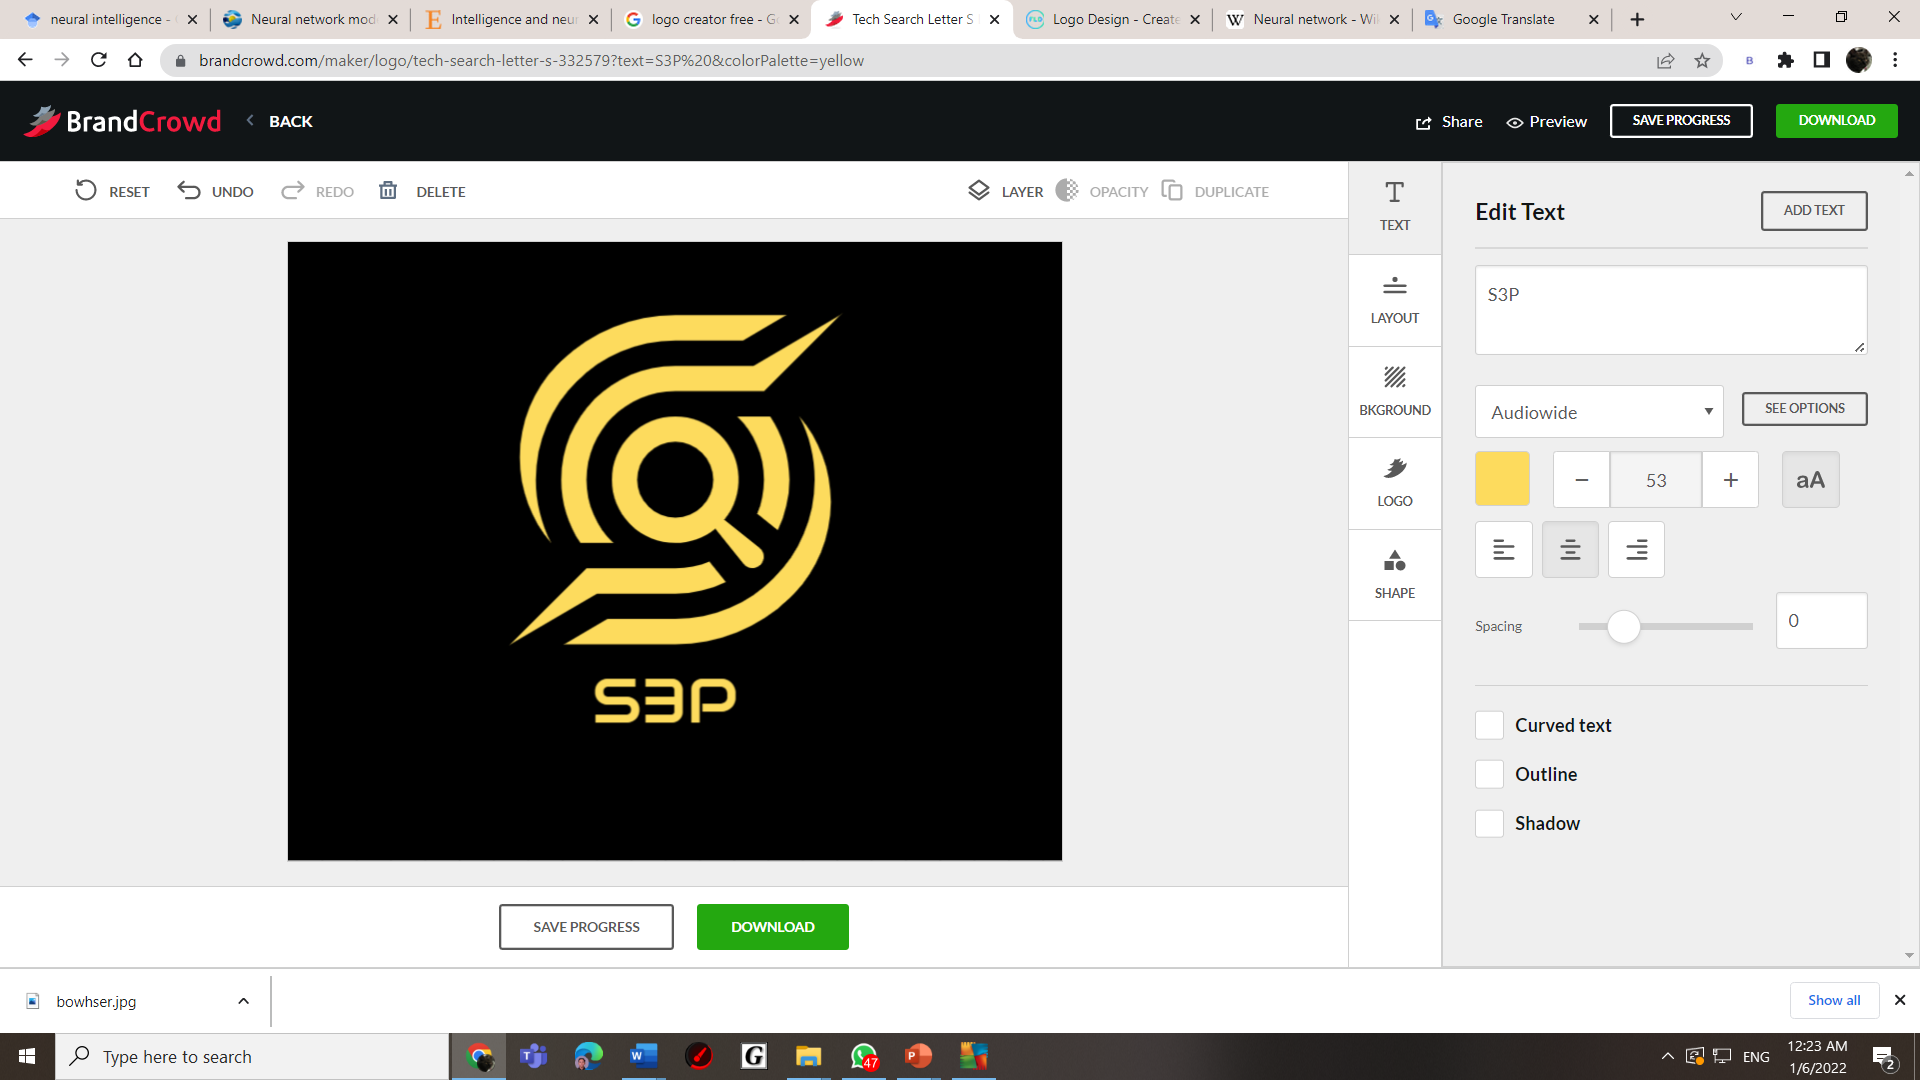 neural intelligence -
Neural network mod
Intelligence and neur
logo creator free - Go
Tech Search Letter S
Logo Design - Create
Neural network - Wi
Google Translate
brandcrowd.com/maker/logo/tech-search-letter-s-332579?text=S3P%20&colorPalette=yellow
BrandCrowd
BACK
Share
Preview
SAVE PROGRESS
DOWNLOAD
RESET
UNDO
REDO
DELETE
LAYER
OPACITY
DUPLICATE
TEXT
LAYOUT
BKGROUND
LOGO
SHAPE
Edit Text
ADD TEXT
S3P
Audiowide
SEE OPTIONS
53
aA
Spacing
0
Curved text
Outline
Shadow
S3P
SAVE PROGRESS
DOWNLOAD
bowhser.jpg
Show all
Type here to search
47
ENG
12:23 AM
1/6/2022
2